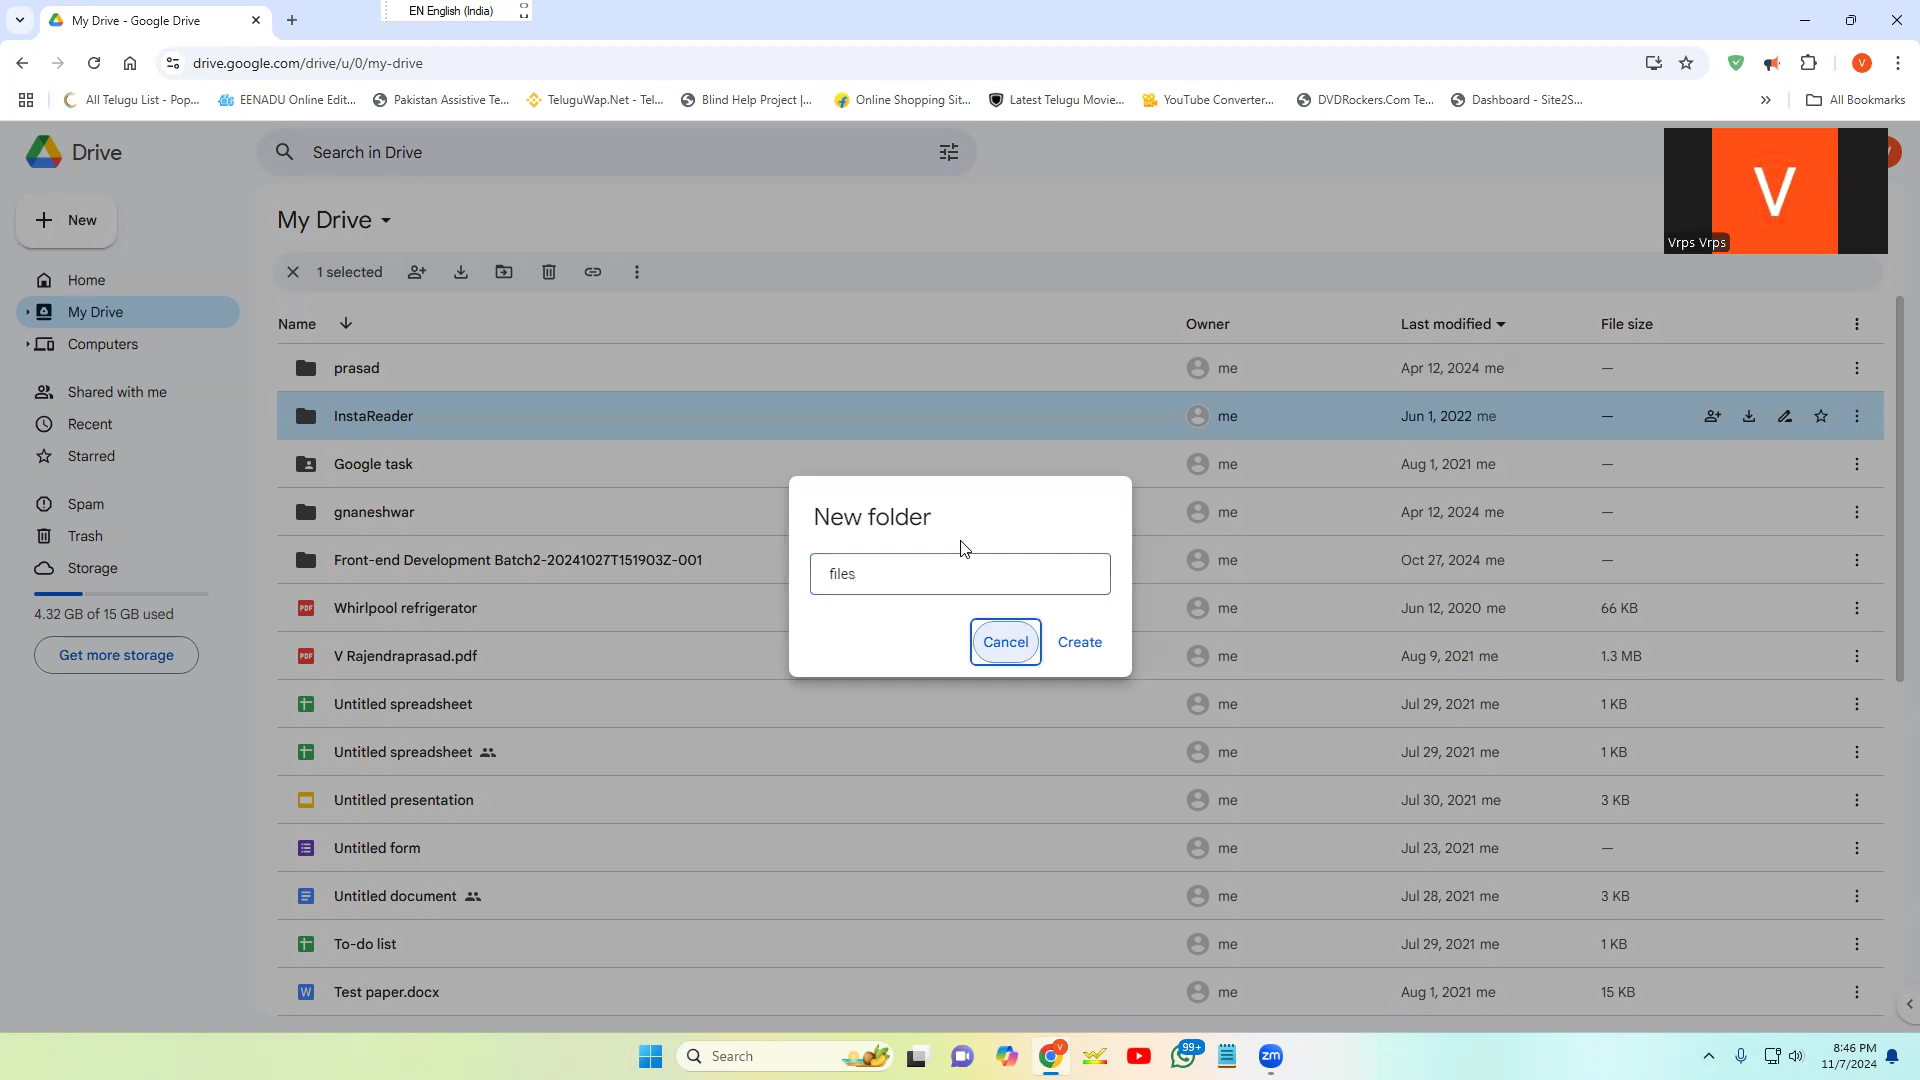 My Drive - Google Drive
EN English (India)
drive.google.com/drive/u/0/my-drive
V
All Telugu List - Pop...
EENADU Online Edit...
Pakistan Assistive Te...
TeluguWap.Net - Tel...
Blind Help Project |...
Online Shopping Sit...
Latest Telugu Movie...
YouTube Converter...
DVDRockers.Com Te...
Dashboard - Site2S...
All Bookmarks
Drive
Search in Drive
V
Vrps Vrps
New
My Drive
1 selected
Home
My Drive
Computers
Shared with me
Recent
Starred
Spam
Trash
Storage
4.32 GB of 15 GB used
Get more storage
Name Owner Last modified File size
prasad me Apr 12, 2024 me —
InstaReader me Jun 1, 2022 me —
Google task me Aug 1, 2021 me —
gnaneshwar me Apr 12, 2024 me —
Front-end Development Batch2-20241027T151903Z-001 me Oct 27, 2024 me —
PDF Whirlpool refrigerator me Jun 12, 2020 me 66 KB
PDF V Rajendraprasad.pdf me Aug 9, 2021 me 1.3 MB
Untitled spreadsheet me Jul 29, 2021 me 1 KB
Untitled spreadsheet me Jul 29, 2021 me 1 KB
Untitled presentation me Jul 30, 2021 me 3 KB
Untitled form me Jul 23, 2021 me —
Untitled document me Jul 28, 2021 me 3 KB
To-do list me Jul 29, 2021 me 1 KB
W Test paper.docx me Aug 1, 2021 me 15 KB
New folder
files
Cancel Create
Search
V
99+
zm
8:46 PM
11/7/2024